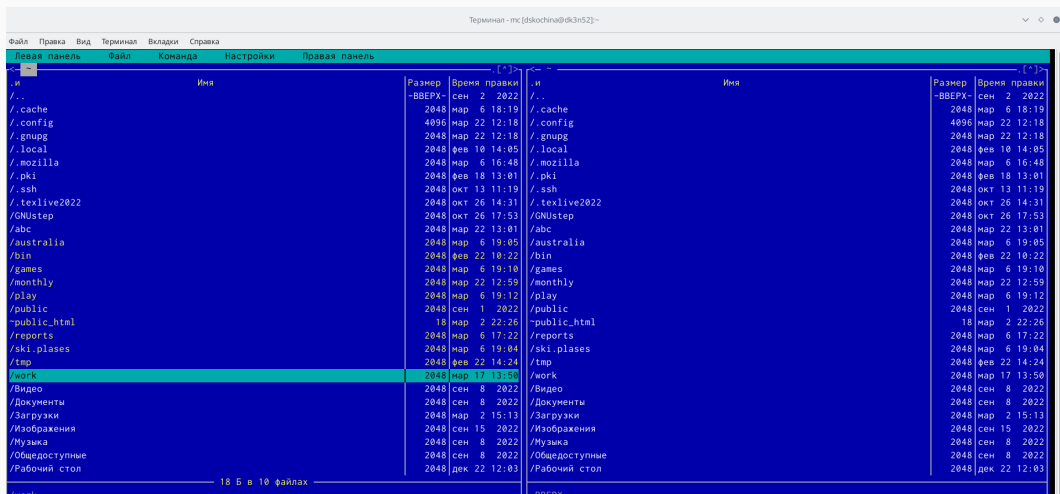 Терминал - mc [dskochina@dk3n52]:~
Файл Правка Вид Терминал Вкладки Справка
Левая панель Файл Команда Настройки Правая панель
<─ ~ ─.[^]>┐┌<─ ~ ─.[^]>┐
.и Имя Размер Время правки .и Имя Размер Время правки
/.. -ВВЕРХ- сен 2 2022 /.. -ВВЕРХ- сен 2 2022
/.cache 2048 мар 6 18:19 /.cache 2048 мар 6 18:19
/.config 4096 мар 22 12:18 /.config 4096 мар 22 12:18
/.gnupg 2048 мар 22 12:18 /.gnupg 2048 мар 22 12:18
/.local 2048 фев 10 14:05 /.local 2048 фев 10 14:05
/.mozilla 2048 мар 6 16:48 /.mozilla 2048 мар 6 16:48
/.pki 2048 фев 18 13:01 /.pki 2048 фев 18 13:01
/.ssh 2048 окт 13 11:19 /.ssh 2048 окт 13 11:19
/.texlive2022 2048 окт 26 14:31 /.texlive2022 2048 окт 26 14:31
/GNUstep 2048 окт 26 17:53 /GNUstep 2048 окт 26 17:53
/abc 2048 мар 22 13:01 /abc 2048 мар 22 13:01
/australia 2048 мар 6 19:05 /australia 2048 мар 6 19:05
/bin 2048 фев 22 10:22 /bin 2048 фев 22 10:22
/games 2048 мар 6 19:10 /games 2048 мар 6 19:10
/monthly 2048 мар 22 12:59 /monthly 2048 мар 22 12:59
/play 2048 мар 6 19:12 /play 2048 мар 6 19:12
/public 2048 сен 1 2022 /public 2048 сен 1 2022
~public_html 18 мар 2 22:26 ~public_html 18 мар 2 22:26
/reports 2048 мар 6 17:22 /reports 2048 мар 6 17:22
/ski.plases 2048 мар 6 19:04 /ski.plases 2048 мар 6 19:04
/tmp 2048 фев 22 14:24 /tmp 2048 фев 22 14:24
/work 2048 мар 17 13:50 /work 2048 мар 17 13:50
/Видео 2048 сен 8 2022 /Видео 2048 сен 8 2022
/Документы 2048 сен 8 2022 /Документы 2048 сен 8 2022
/Загрузки 2048 мар 2 15:13 /Загрузки 2048 мар 2 15:13
/Изображения 2048 сен 15 2022 /Изображения 2048 сен 15 2022
/Музыка 2048 сен 8 2022 /Музыка 2048 сен 8 2022
/Общедоступные 2048 сен 8 2022 /Общедоступные 2048 сен 8 2022
/Рабочий стол 2048 дек 22 12:03 /Рабочий стол 2048 дек 22 12:03
18 Б в 10 файлах